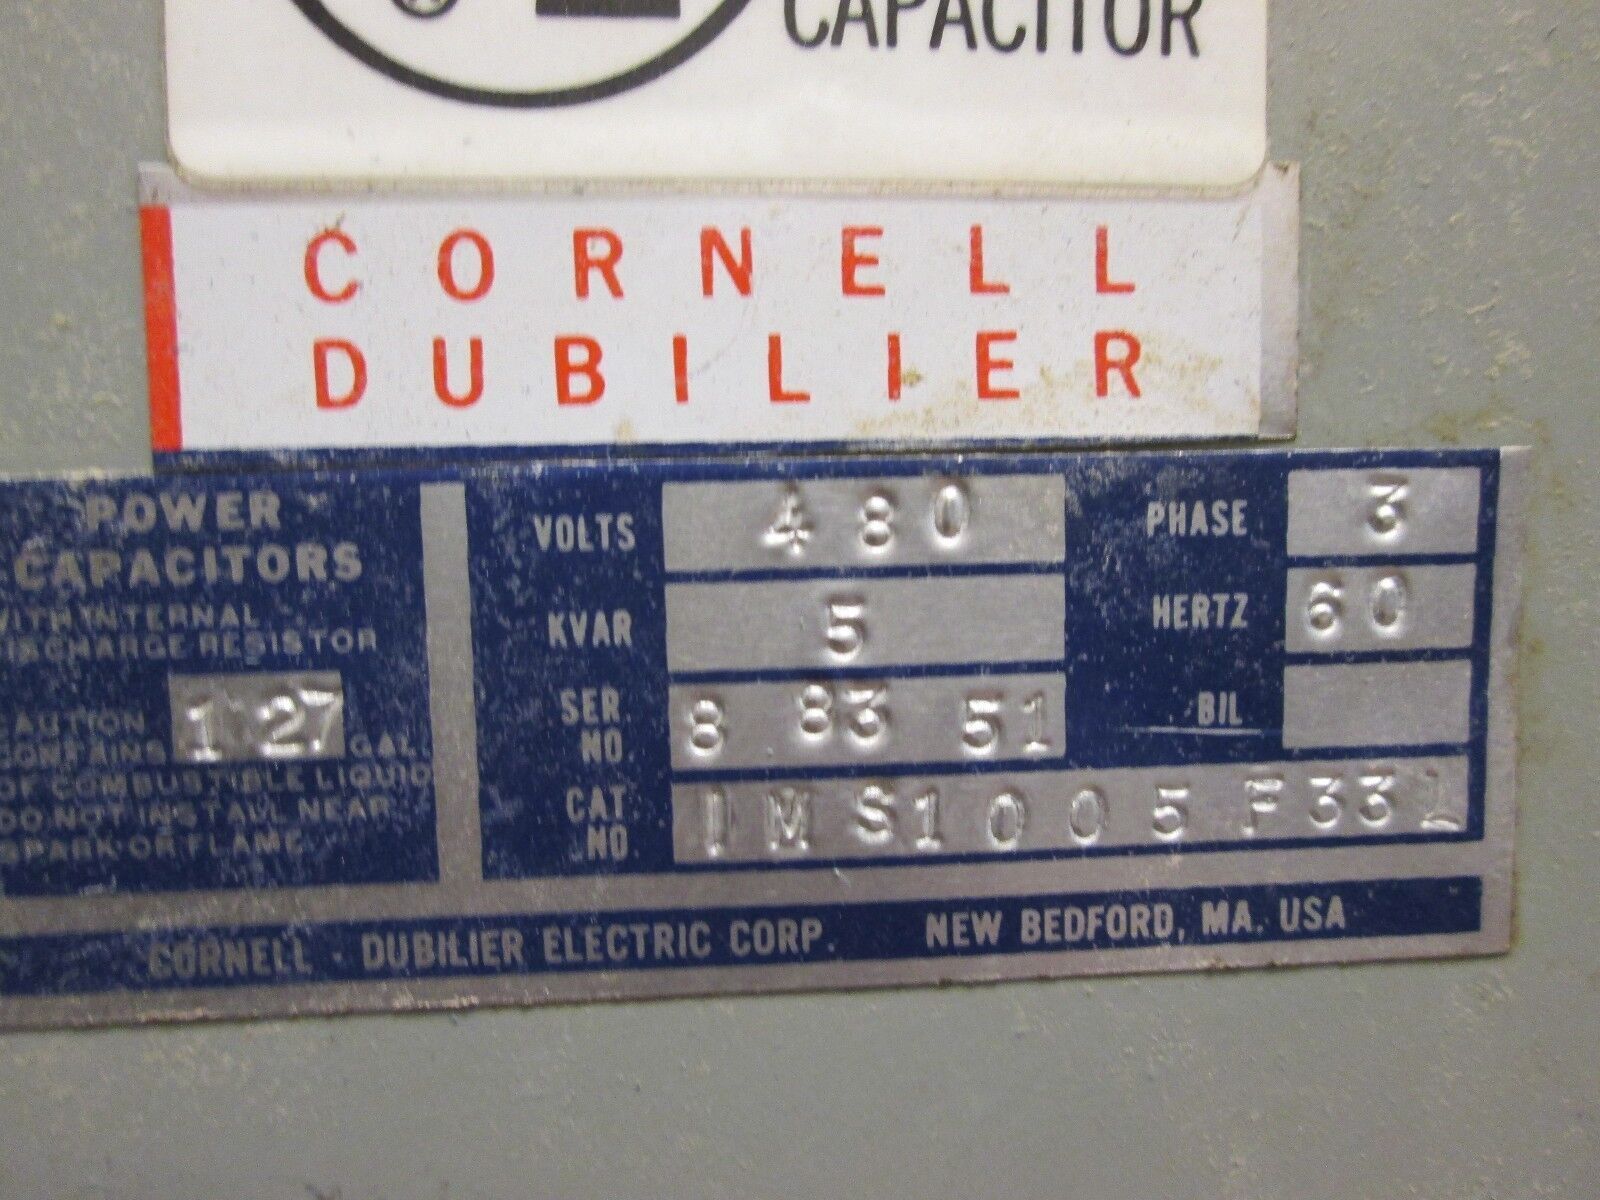 CAPACITOR
CORNELL
DUBILIER
POWER
CAPACITORS
WITH INTERNAL
DISCHARGE RESISTOR
CAUTION
CONTAINS 1 27 GAL.
OF COMBUSTIBLE LIQUID
DO NOT INSTALL NEAR
SPARK OR FLAME
VOLTS 480
KVAR 5
SER. NO. 8 83 51
CAT. NO. IMS1005F331
PHASE 3
HERTZ 60
BIL
CORNELL - DUBILIER ELECTRIC CORP. NEW BEDFORD, MA. USA